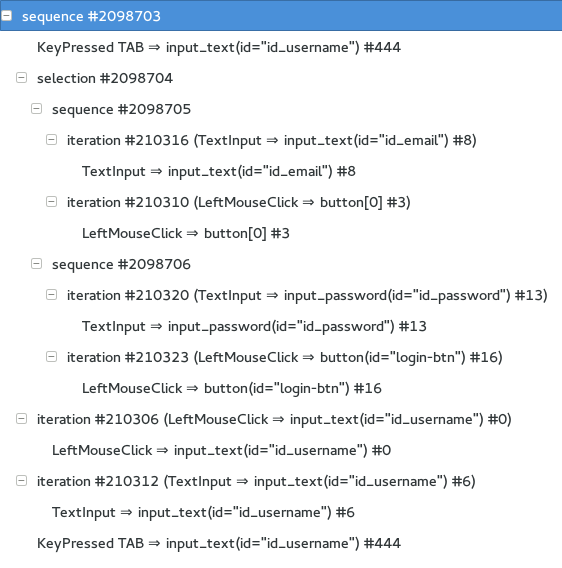 sequence #2098703
KeyPressed TAB ⇒ input_text(id="id_username") #444
selection #2098704
sequence #2098705
iteration #210316 (TextInput ⇒ input_text(id="id_email") #8)
TextInput ⇒ input_text(id="id_email") #8
iteration #210310 (LeftMouseClick ⇒ button[0] #3)
LeftMouseClick ⇒ button[0] #3
sequence #2098706
iteration #210320 (TextInput ⇒ input_password(id="id_password") #13)
TextInput ⇒ input_password(id="id_password") #13
iteration #210323 (LeftMouseClick ⇒ button(id="login-btn") #16)
LeftMouseClick ⇒ button(id="login-btn") #16
iteration #210306 (LeftMouseClick ⇒ input_text(id="id_username") #0)
LeftMouseClick ⇒ input_text(id="id_username") #0
iteration #210312 (TextInput ⇒ input_text(id="id_username") #6)
TextInput ⇒ input_text(id="id_username") #6
KeyPressed TAB ⇒ input_text(id="id_username") #444